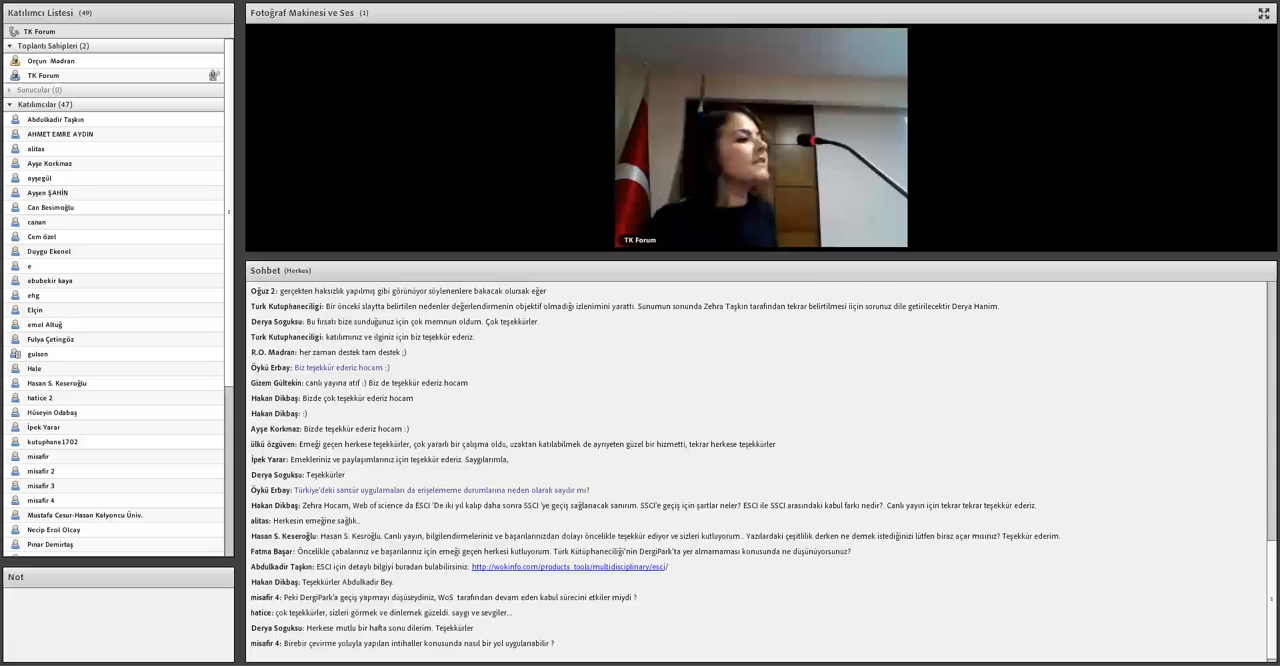 Katılımcı Listesi (49)
TK Forum
Toplantı Sahipleri (2)
Orçun Madran
TK Forum
Sunucular (0)
Katılımcılar (47)
Abdulkadir Taşkın
AHMET EMRE AYDIN
alitas
Ayşe Korkmaz
ayşegül
Ayşen ŞAHİN
Can Besimoğlu
canan
Cem özel
Duygu Ekenel
e
ebubekir kaya
ehg
Elçin
emel Altuğ
Fulya Çetingöz
gulsen
Hale
Hasan S. Keseroğlu
hatice 2
Hüseyin Odabaş
İpek Yarar
kutuphane1702
misafir
misafir 2
misafir 3
misafir 4
Mustafa Cesur-Hasan Kalyoncu Üniv.
Necip Erol Olcay
Pınar Demirtaş
Not
Fotoğraf Makinesi ve Ses (1)
TK Forum
Sohbet (Herkes)
Oğuz 2: gerçekten haksızlık yapılmış gibi görünüyor söylenenlere bakacak olursak eğer
Turk Kutuphaneciligi: Bir önceki slaytta belirtilen nedenler değerlendirmenin objektif olmadığı izlenimini yarattı. Sunumun sonunda Zehra Taşkın tarafından tekrar belirtilmesi iiçin sorunuz dile getirilecektir Derya Hanim.
Derya Soguksu: Bu fırsatı bize sunduğunuz için çok memnun oldum. Çok teşekkürler
Turk Kutuphaneciligi: katılımınız ve ilginiz için biz teşekkür ederiz.
R.O. Madran: her zaman destek tam destek ;)
Öykü Erbay: Biz teşekkür ederiz hocam :)
Gizem Gültekin: canlı yayına atıf :) Biz de teşekkür ederiz hocam
Hakan Dikbaş: Bizde çok teşekkür ederiz hocam
Hakan Dikbaş: :)
Ayşe Korkmaz: Bizde teşekkür ederiz hocam :)
ülkü özgüven: Emeği geçen herkese teşekkürler, çok yararlı bir çalışma oldu, uzaktan katılabilmek de ayrıyeten güzel bir hizmetti, tekrar herkese teşekkürler
İpek Yarar: Emekleriniz ve paylaşımlarınız için teşekkür ederiz. Saygılarımla,
Derya Soguksu: Teşekkürler
Öykü Erbay: Türkiye'deki sansür uygulamaları da erişelememe durumlarına neden olarak sayılır mı?
Hakan Dikbaş: Zehra Hocam, Web of science da ESCI 'De iki yıl kalıp daha sonra SSCI 'ye geçiş sağlanacak sanırım. SSCI'e geçiş için şartlar neler? ESCI ile SSCI arasındaki kabul farkı nedir?. Canlı yayın için tekrar tekrar teşekkür ederiz.
alitas: Herkesin emeğine sağlık..
Hasan S. Keseroğlu: Hasan S. Kesroğlu. Canlı yayın, bilgilendirmeleriniz ve başarılarınızdan dolayı öncelikle teşekkür ediyor ve sizleri kutluyorum.. Yazılardaki çeşitlilik derken ne demek istediğinizi lütfen biraz açar mısınız? Teşekkür ederim.
Fatma Başar: Öncelikle çabalarınız ve başarılarınız için emeği geçen herkesi kutluyorum. Türk Kütüphaneciliği'nin DergiPark'ta yer almamaası konusunda ne düşünüyorsunuz?
Abdulkadir Taşkın: ESCI için detaylı bilgiyi buradan bulabilirsiniz. http://wokinfo.com/products_tools/multidisciplinary/esci/
Hakan Dikbaş: Teşekkürler Abdulkadir Bey.
misafir 4: Peki DergiPark'a geçiş yapmayı düşüseydiniz, WoS tarafından devam eden kabul sürecini etkiler miydi ?
hatice: çok teşekkürler, sizleri görmek ve dinlemek güzeldi. saygı ve sevgiler...
Derya Soguksu: Herkese mutlu bir hafta sonu dilerim. Teşekkürler
misafir 4: Birebir çevirme yoluyla yapılan intihaller konusunda nasıl bir yol uygulanabilir ?